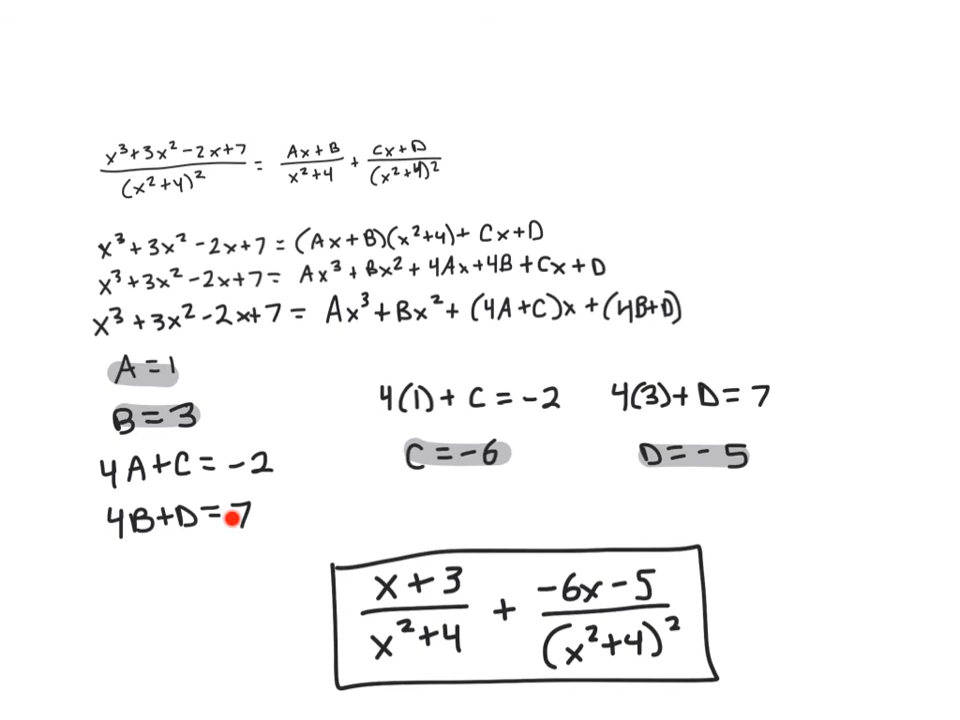 x³+3x²-2x+7/(x²+4)² = Ax+B/x²+4 + Cx+D/(x²+4)²
x³+3x²-2x+7=(Ax+B)(x²+4)+Cx+D
x³+3x²-2x+7=Ax³+Bx²+4Ax+4B+Cx+D
x³+3x²-2x+7=Ax³+Bx²+(4A+C)x+(4B+D)
A=1
B=3
4A+C=-2
4B+D=7
4(1)+C=-2
C=-6
4(3)+D=7
D=-5
x+3/x²+4 + -6x-5/(x²+4)²